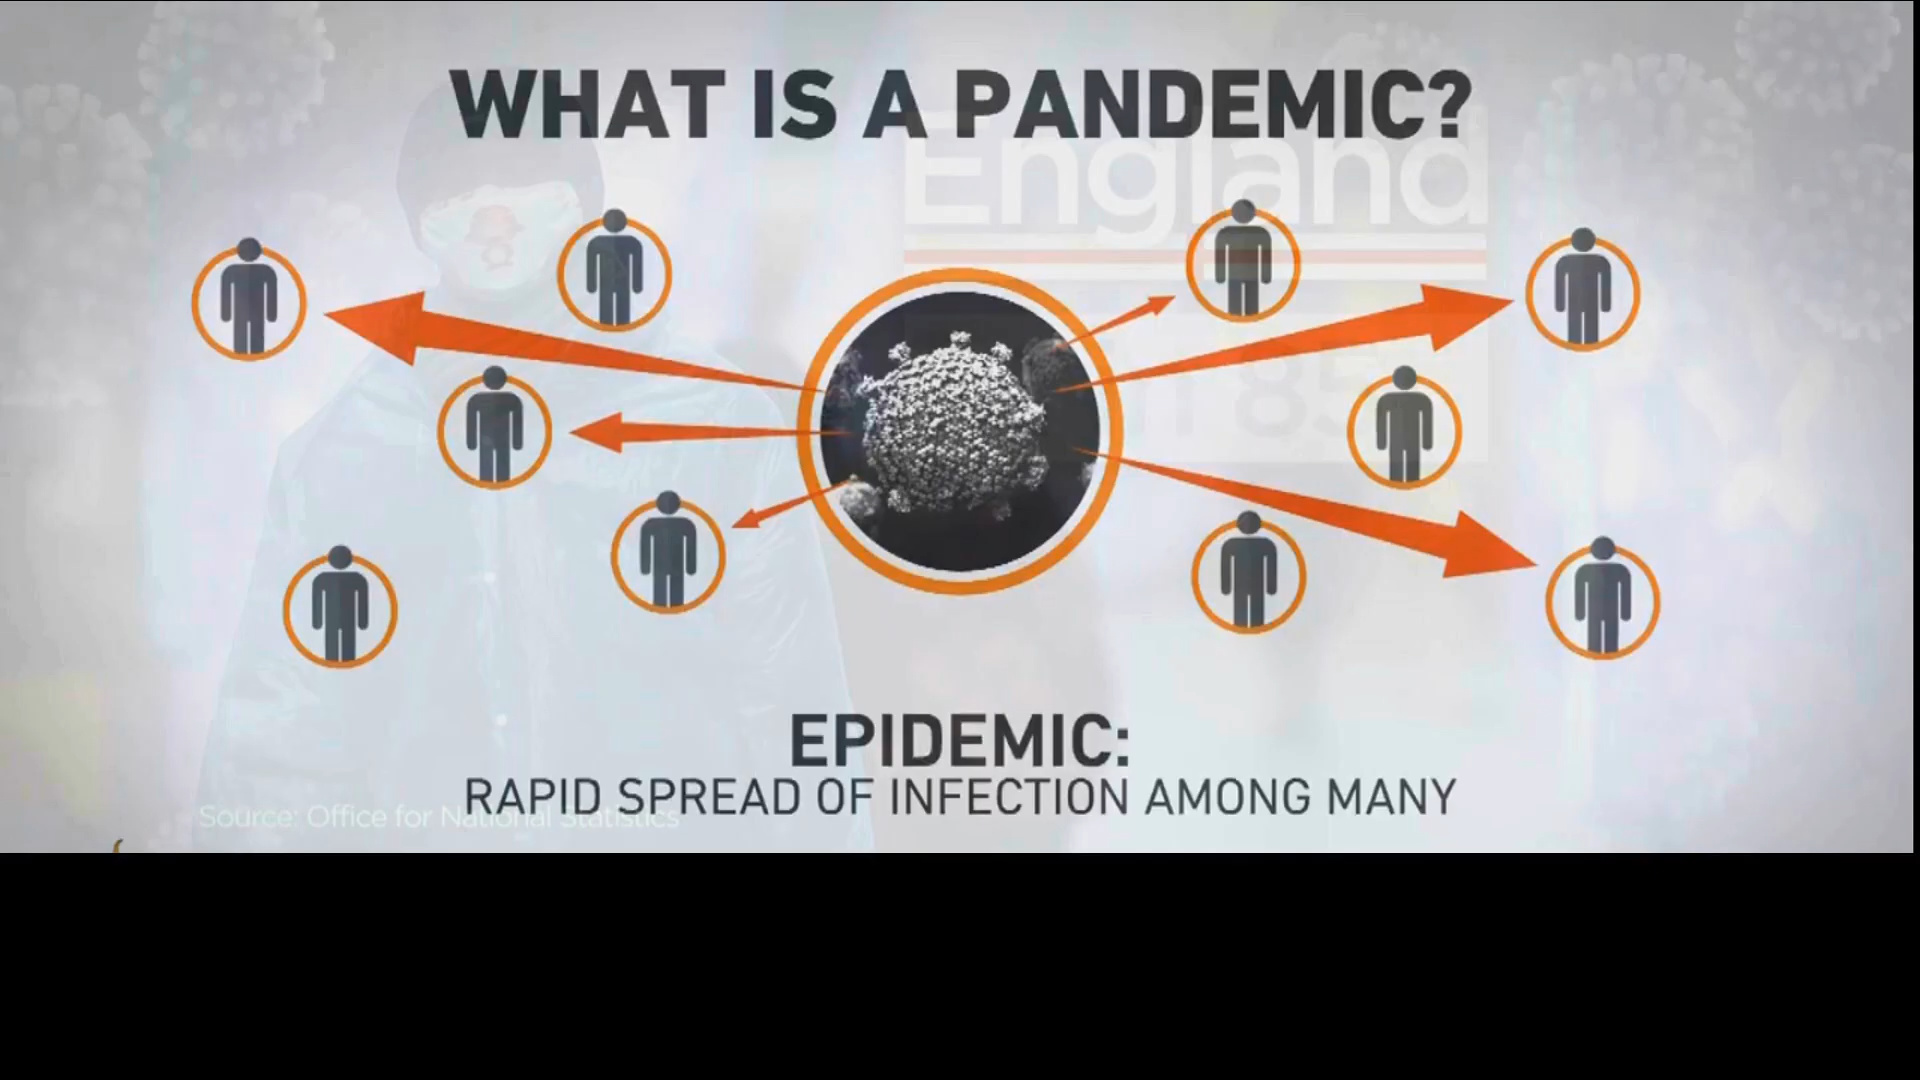 WHAT IS A PANDEMIC?
England
EPIDEMIC:
RAPID SPREAD OF INFECTION AMONG MANY
Source: Office for National Statistics